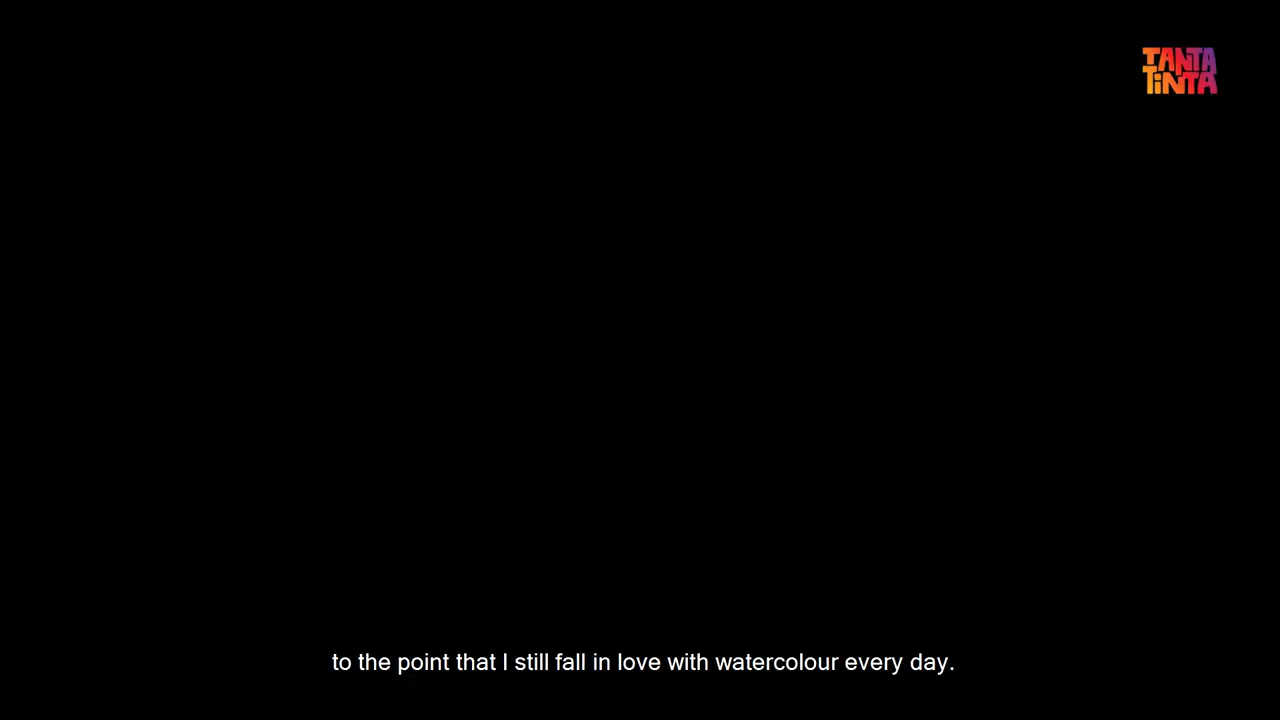 TANTA
TiNTA
to the point that I still fall in love with watercolour every day.